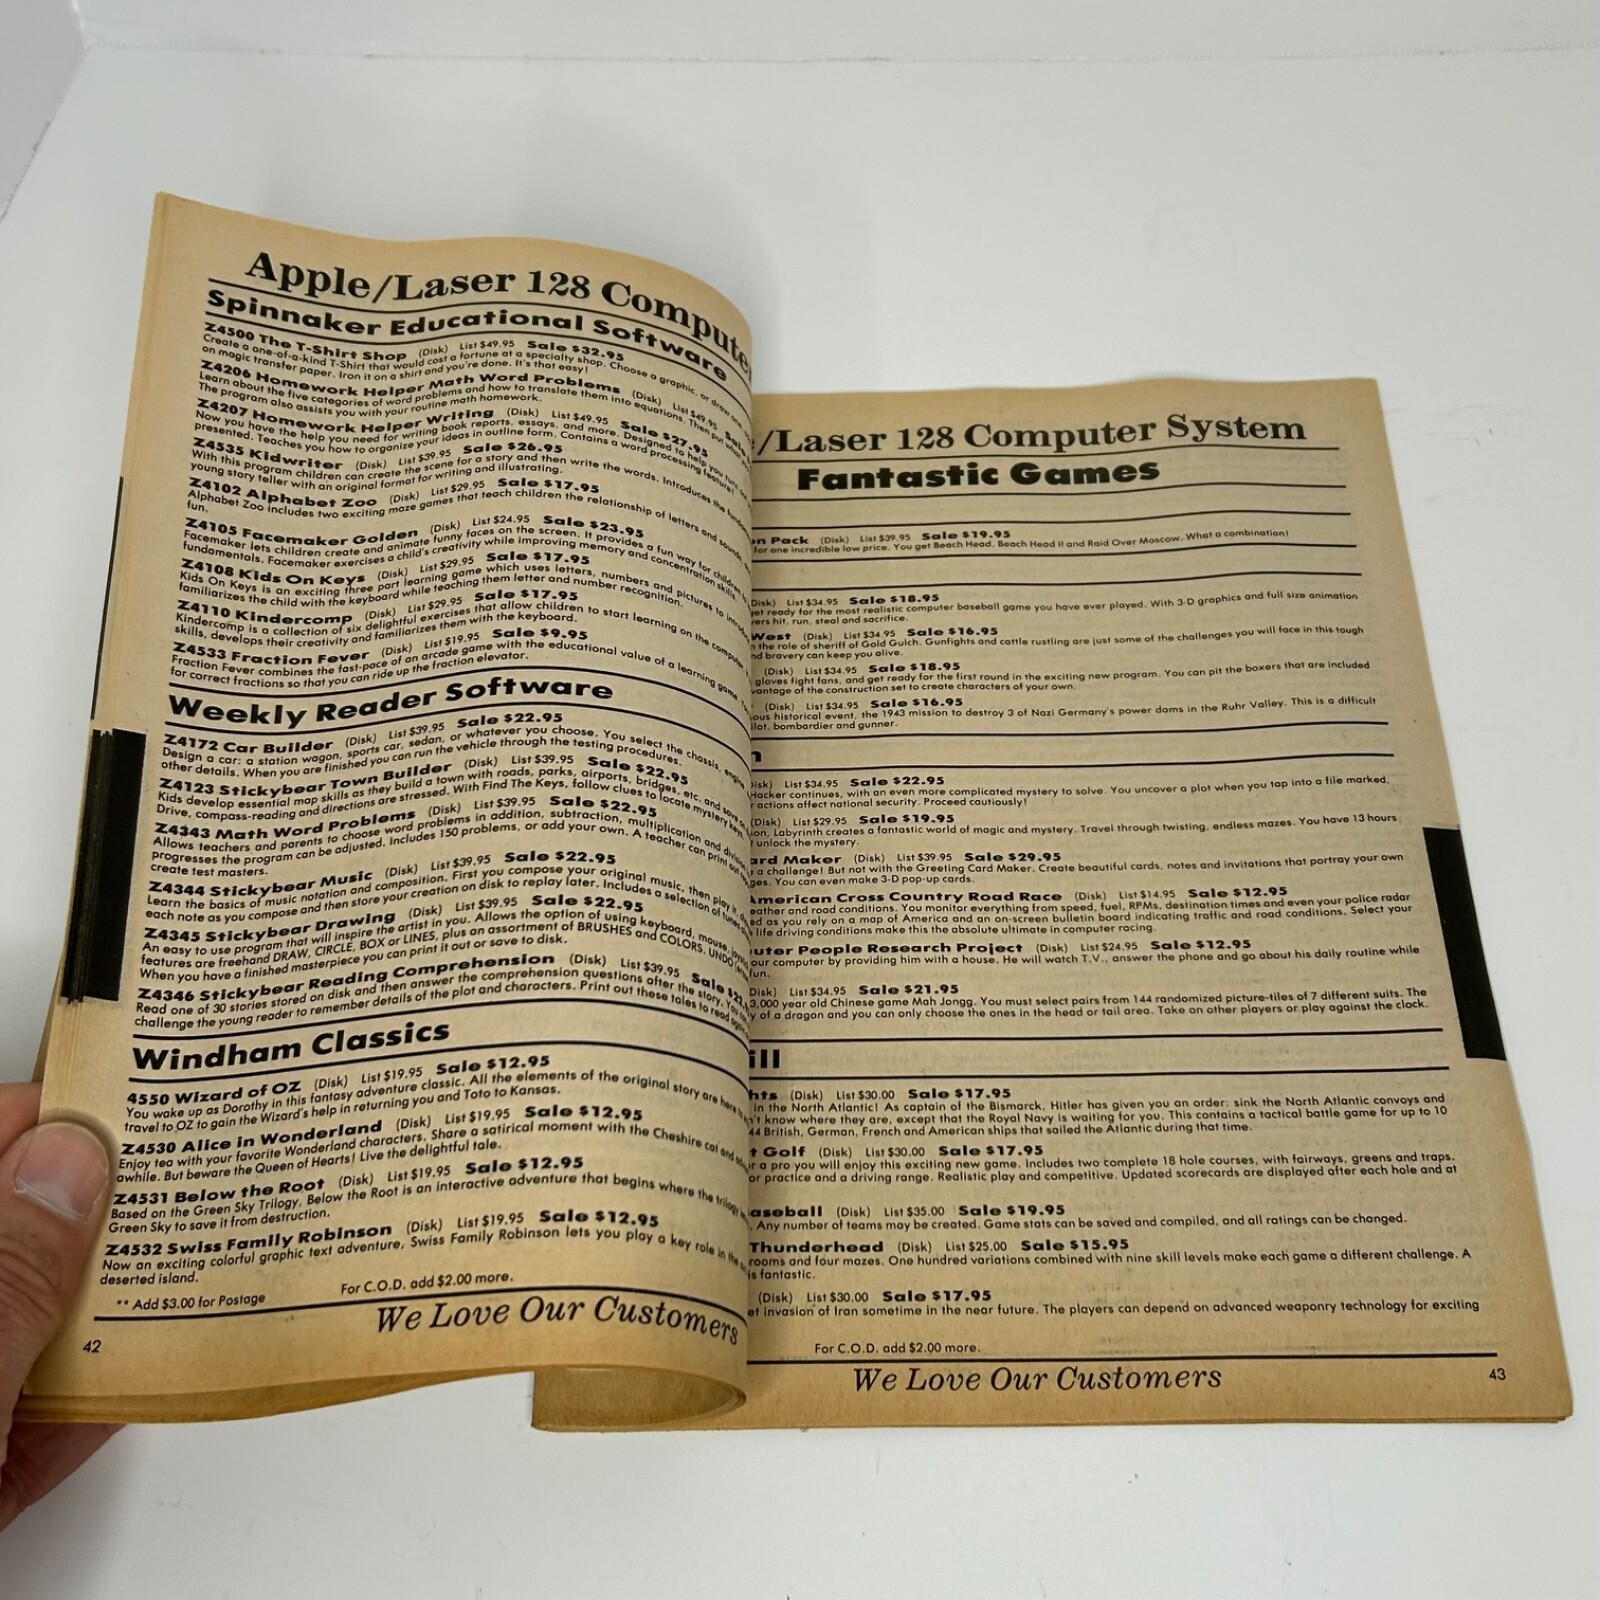 Apple/Laser 128 Compute
Spinnaker Educational Software
Z4500 The T-Shirt Shop (Disk) List $49.95 Sale $32.95
Create a one-of-a-kind T-Shirt that would cost a fortune at a specialty shop. Choose a graphic, or draw
on magic transfer paper. Iron it on a shirt and you're done. It's that easy!
Z4206 Homework Helper Math Word Problems (Disk) List $49.95
Learn about the five categories of word problems and how to translate them into equations. Then put
The program also assists you with your routine math homework.
Z4207 Homework Helper Writing (Disk) List $49.95 Sale $27.95
Now you have the help you need for writing book reports, essays, and more. Designed to help you
presented. Teaches you how to organize your ideas in outline form. Contains a word processing feature!
Z4535 Kidwriter (Disk) List $39.95 Sale $26.95
With this program children can create the scene for a story and then write the words. Introduces the
young story teller with an original format for writing and illustrating.
Z4102 Alphabet Zoo (Disk) List $29.95 Sale $17.95
Alphabet Zoo includes two exciting maze games that teach children the relationship of letters and sounds
fun.
Z4105 Facemaker Golden (Disk) List $24.95 Sale $23.95
Facemaker lets children create and animate funny faces on the screen. It provides a fun way for children
fundamentals. Facemaker exercises a child's creativity while improving memory and concentration skills.
Z4108 Kids On Keys (Disk) List $29.95 Sale $17.95
Kids On Keys is an exciting three part learning game which uses letters, numbers and pictures to
familiarizes the child with the keyboard while teaching them letter and number recognition.
Z4110 Kindercomp (Disk) List $29.95 Sale $17.95
Kindercomp is a collection of six delightful exercises that allow children to start learning on the computer
skills, develops their creativity and familiarizes them with the keyboard.
Z4533 Fraction Fever (Disk) List $19.95 Sale $9.95
Fraction Fever combines the fast-pace of an arcade game with the educational value of a learning game
for correct fractions so that you can ride up the fraction elevator.
Weekly Reader Software
Z4172 Car Builder (Disk) List $39.95 Sale $22.95
Design a car: a station wagon, sports car, sedan, or whatever you choose. You select the chassis, engine
other details. When you are finished you can run the vehicle through the testing procedures.
Z4123 Stickybear Town Builder (Disk) List $39.95 Sale $22.95
Kids develop essential map skills as they build a town with roads, parks, airports, bridges, etc. and save
Drive, compass-reading and directions are stressed. With Find The Keys, follow clues to locate mystery
Z4343 Math Word Problems (Disk) List $39.95 Sale $22.95
Allows teachers and parents to choose word problems in addition, subtraction, multiplication and
progresses the program can be adjusted. Includes 150 problems, or add your own. A teacher can print out
create test masters.
Z4344 Stickybear Music (Disk) List $39.95 Sale $22.95
Learn the basics of music notation and composition. First you compose your original music, then play it,
each note as you compose and then store your creation on disk to replay later. Includes a selection of tunes
Z4345 Stickybear Drawing (Disk) List $39.95 Sale $22.95
An easy to use program that will inspire the artist in you. Allows the option of using keyboard, mouse,
features are freehand DRAW, CIRCLE, BOX or LINES, plus an assortment of BRUSHES and COLORS. UNDO
When you have a finished masterpiece you can print it out or save to disk.
Z4346 Stickybear Reading Comprehension (Disk) List $39.95 Sale
Read one of 30 stories stored on disk and then answer the comprehension questions after the story. You
challenge the young reader to remember details of the plot and characters. Print out these tales to read again
Windham Classics
4550 Wizard of OZ (Disk) List $19.95 Sale $12.95
You wake up as Dorothy in this fantasy adventure classic. All the elements of the original story are here
travel to OZ to gain the Wizard's help in returning you and Toto to Kansas.
Z4530 Alice in Wonderland (Disk) List $19.95 Sale $12.95
Enjoy tea with your favorite Wonderland characters. Share a satirical moment with the Cheshire cat and
awhile. But beware the Queen of Hearts! Live the delightful tale.
Z4531 Below the Root (Disk) List $19.95 Sale $12.95
Based on the Green Sky Trilogy, Below the Root is an interactive adventure that begins where the trilogy
Green Sky to save it from destruction.
Z4532 Swiss Family Robinson (Disk) List $19.95 Sale $12.95
Now an exciting colorful graphic text adventure, Swiss Family Robinson lets you play a key role in the
deserted island.
** Add $3.00 for Postage For C.O.D. add $2.00 more.
We Love Our Customers
42
/Laser 128 Computer System
Fantastic Games
n Pack (Disk) List $39.95 Sale $19.95
for one incredible low price. You get Beach Head, Beach Head II and Raid Over Moscow. What a combination!
Disk) List $34.95 Sale $18.95
get ready for the most realistic computer baseball game you have ever played. With 3-D graphics and full size animation
ers hit, run, steal and sacrifice.
West (Disk) List $34.95 Sale $16.95
the role of sheriff of Gold Gulch. Gunfights and cattle rustling are just some of the challenges you will face in this tough
nd bravery can keep you alive.
(Disk) List $34.95 Sale $18.95
gloves fight fans, and get ready for the first round in the exciting new program. You can pit the boxers that are included
vantage of the construction set to create characters of your own.
(Disk) List $34.95 Sale $16.95
ous historical event, the 1943 mission to destroy 3 of Nazi Germany's power dams in the Ruhr Valley. This is a difficult
lot, bombardier and gunner.
n
isk) List $34.95 Sale $22.95
Hacker continues, with an even more complicated mystery to solve. You uncover a plot when you tap into a file marked,
r actions affect national security. Proceed cautiously!
(Disk) List $29.95 Sale $19.95
ion, Labyrinth creates a fantastic world of magic and mystery. Travel through twisting, endless mazes. You have 13 hours
unlock the mystery.
ard Maker (Disk) List $39.95 Sale $29.95
e a challenge! But not with the Greeting Card Maker. Create beautiful cards, notes and invitations that portray your own
ges. You can even make 3-D pop-up cards.
American Cross Country Road Race (Disk) List $14.95 Sale $12.95
eather and road conditions. You monitor everything from speed, fuel, RPMs, destination times and even your police radar
ed as you rely on a map of America and an on-screen bulletin board indicating traffic and road conditions. Select your
life driving conditions make this the absolute ultimate in computer racing.
uter People Research Project (Disk) List $24.95 Sale $12.95
our computer by providing him with a house. He will watch T.V., answer the phone and go about his daily routine while
fun.
Disk) List $34.95 Sale $21.95
3,000 year old Chinese game Mah Jongg. You must select pairs from 144 randomized picture-tiles of 7 different suits. The
y of a dragon and you can only choose the ones in the head or tail area. Take on other players or play against the clock.
ill
hts (Disk) List $30.00 Sale $17.95
in the North Atlantic! As captain of the Bismarck, Hitler has given you an order: sink the North Atlantic convoys and
n't know where they are, except that the Royal Navy is waiting for you. This contains a tactical battle game for up to 10
44 British, German, French and American ships that sailed the Atlantic during that time.
t Golf (Disk) List $30.00 Sale $17.95
r a pro you will enjoy this exciting new game. Includes two complete 18 hole courses, with fairways, greens and traps,
or practice and a driving range. Realistic play and competitive. Updated scorecards are displayed after each hole and at
aseball (Disk) List $35.00 Sale $19.95
. Any number of teams may be created. Game stats can be saved and compiled, and all ratings can be changed.
Thunderhead (Disk) List $25.00 Sale $15.95
rooms and four mazes. One hundred variations combined with nine skill levels make each game a different challenge. A
is fantastic.
(Disk) List $30.00 Sale $17.95
et invasion of Iran sometime in the near future. The players can depend on advanced weaponry technology for exciting
For C.O.D. add $2.00 more.
We Love Our Customers
43